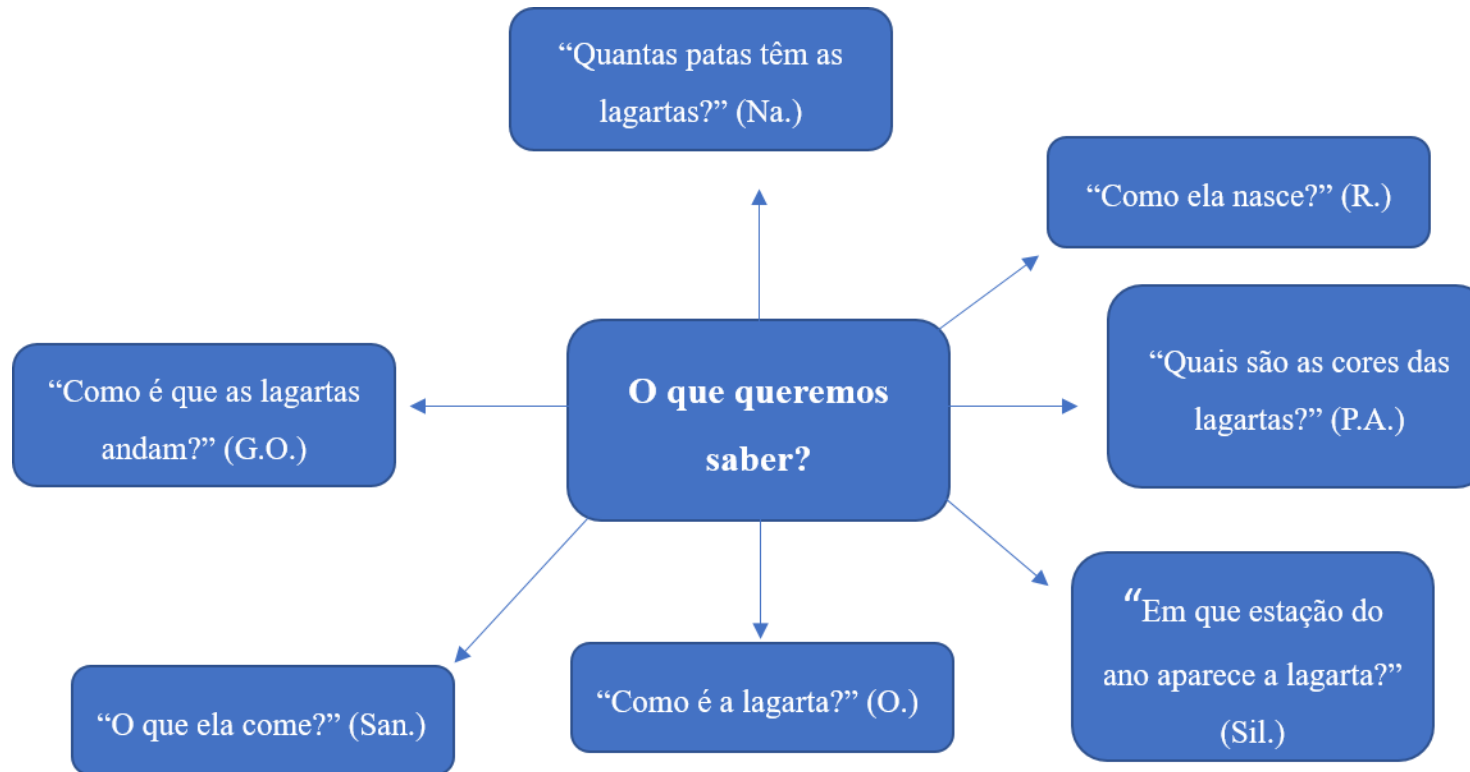 “Quantas patas têm as
lagartas?” (Na.)
“Como ela nasce?” (R.)
“Quais são as cores das
lagartas?” (P.A.)
“Como é que as lagartas
andam?” (G.O.)
O que queremos
saber?
“Em que estação do
ano aparece a lagarta?”
(Sil.)
“Como é a lagarta?” (O.)
“O que ela come?” (San.)